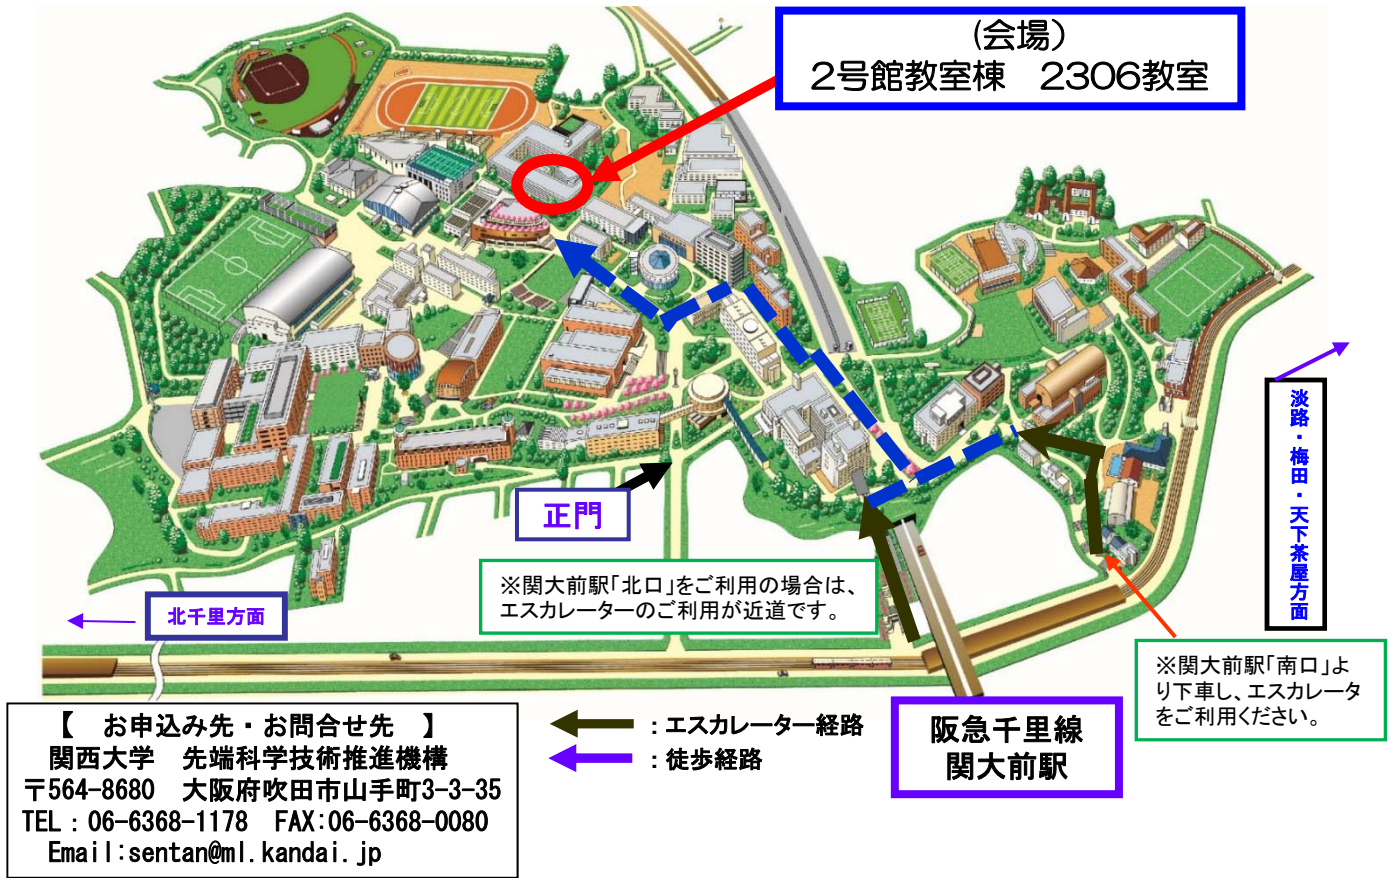 (会場）
２号館教室棟　２３０６教室
淡路・梅田・天下茶屋方面
正門
※関大前駅「北口」をご利用の場合は、
エスカレーターのご利用が近道です。
北千里方面
※関大前駅「南口」よ
り下車し、エスカレータ
をご利用ください。
【　お申込み先・お問合せ先　】
関西大学　先端科学技術推進機構
〒564-8680　大阪府吹田市山手町3-3-35
TEL：06-6368-1178　FAX:06-6368-0080
Email:sentan@ml.kandai.jp
：エスカレーター経路
：徒歩経路
阪急千里線
関大前駅